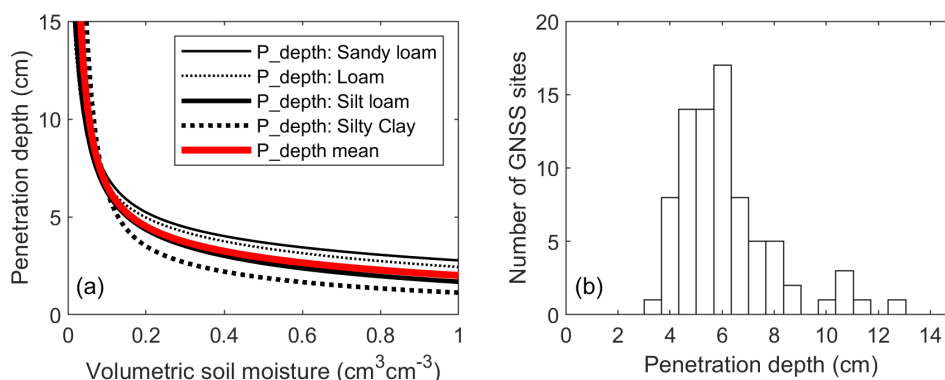 15
10
5
0
Penetration depth (cm)
P_depth: Sandy loam
P_depth: Loam
P_depth: Silt loam
P_depth: Silty Clay
P_depth mean
(a)
0 0.2 0.4 0.6 0.8 1
Volumetric soil moisture (cm³cm⁻³)
20
15
10
5
0
Number of GNSS sites
(b)
0 2 4 6 8 10 12 14
Penetration depth (cm)